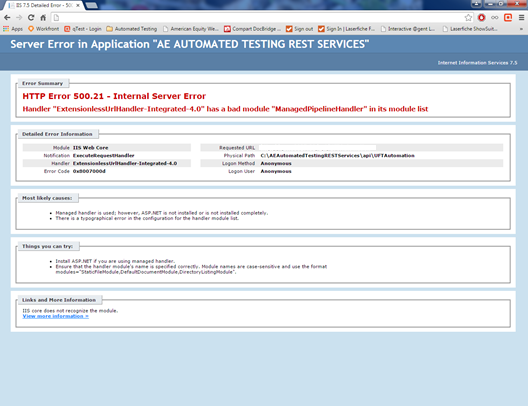 IIS 7.5 Detailed Error - 500.
Apps
Workfront
qTest - Login
Automated Testing
American Equity We...
Compart DocBridge ...
Sign out
Sign In | Laserfiche
Interactive @gent L...
Laserfiche ShowSuit...
Server Error in Application "AE AUTOMATED TESTING REST SERVICES"
Internet Information Services 7.5
Error Summary
HTTP Error 500.21 - Internal Server Error
Handler "ExtensionlessUrlHandler-Integrated-4.0" has a bad module "ManagedPipelineHandler" in its module list
Detailed Error Information
Module IIS Web Core
Notification ExecuteRequestHandler
Handler ExtensionlessUrlHandler-Integrated-4.0
Error Code 0x8007000d
Requested URL
Physical Path C:\AEAutomatedTestingRESTServices\api\UFTAutomation
Logon Method Anonymous
Logon User Anonymous
Most likely causes:
Managed handler is used; however, ASP.NET is not installed or is not installed completely.
There is a typographical error in the configuration for the handler module list.
Things you can try:
Install ASP.NET if you are using managed handler.
Ensure that the handler module's name is specified correctly. Module names are case-sensitive and use the format
modules="StaticFileModule,DefaultDocumentModule,DirectoryListingModule".
Links and More Information
IIS core does not recognize the module.
View more information »